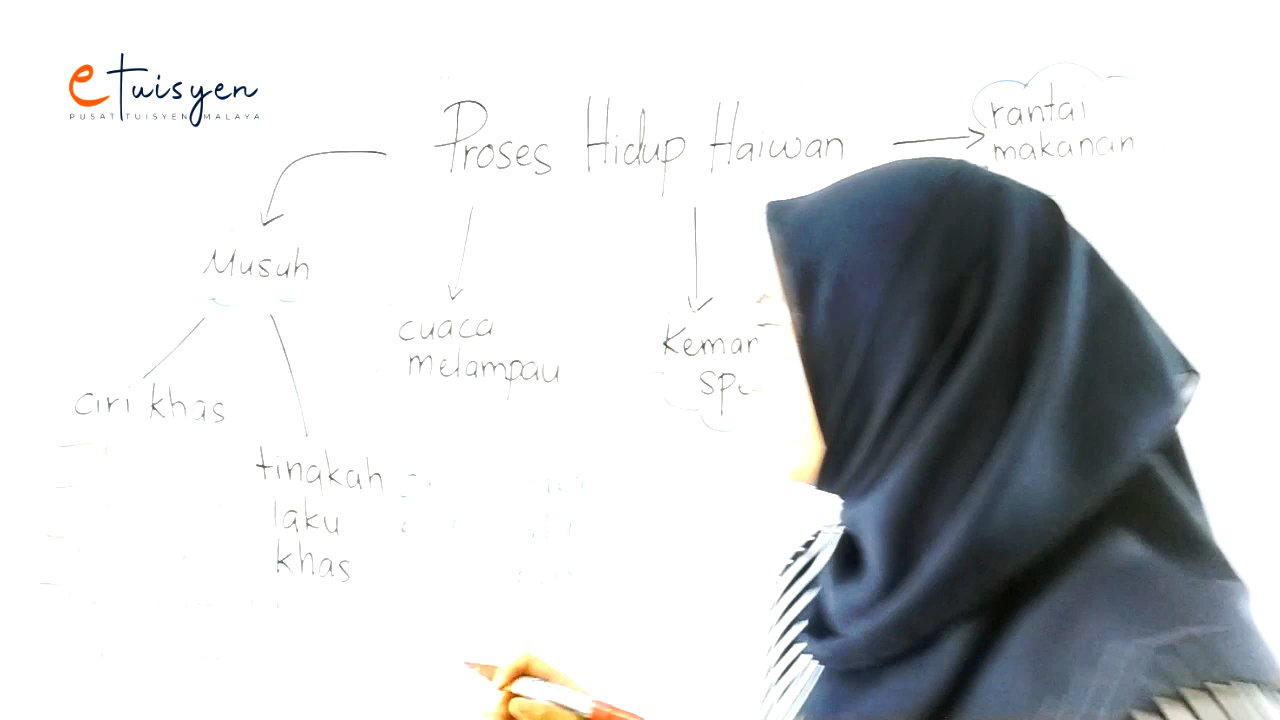 eTuisyen
PUSAT TUISYEN MALAYA
Proses Hidup Haiwan
rantai
makanan
Musuh
cuaca
melampau
ciri khas
tingkah
laku
khas